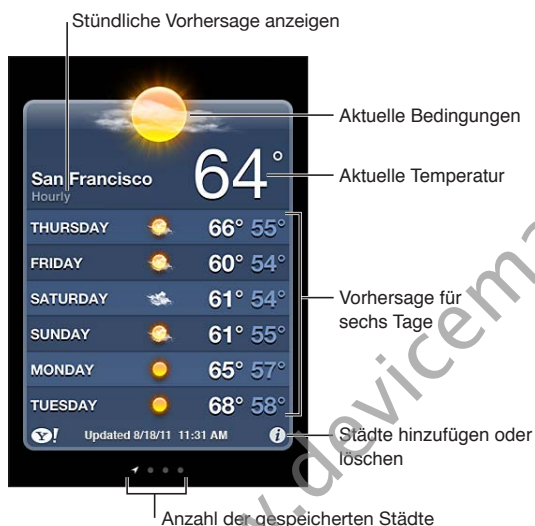 Stündliche Vorhersage anzeigen
Aktuelle Bedingungen
64°
Aktuelle Temperatur
San Francisco
Hourly
THURSDAY 66° 55°
FRIDAY 60° 54°
SATURDAY 61° 54°
SUNDAY 61° 55°
MONDAY 65° 57°
TUESDAY 68° 58°
Vorhersage für
sechs Tage
Y! Updated 8/18/11 11:31 AM i
Städte hinzufügen oder
löschen
Anzahl der gespeicherten Städte